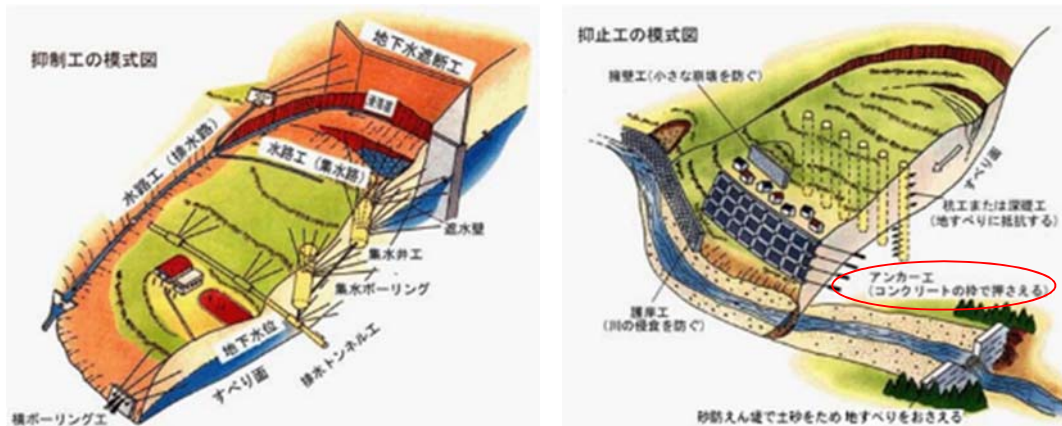 抑制工の模式図
地下水遮断工
水路工(排水路)
水路工(集水路)
遮水壁
集水井工
集水ボーリング
地下水位
すべり面
排水トンネル工
横ボーリング工
抑止工の模式図
擁壁工(小さな崩壊を防ぐ)
すべり面
杭工または深礎工
(地すべりに抵抗する)
アンカー工
(コンクリートの枠で押さえる)
護岸工
(川の侵食を防ぐ)
砂防えん堤で土砂をため 地すべりをおさえる